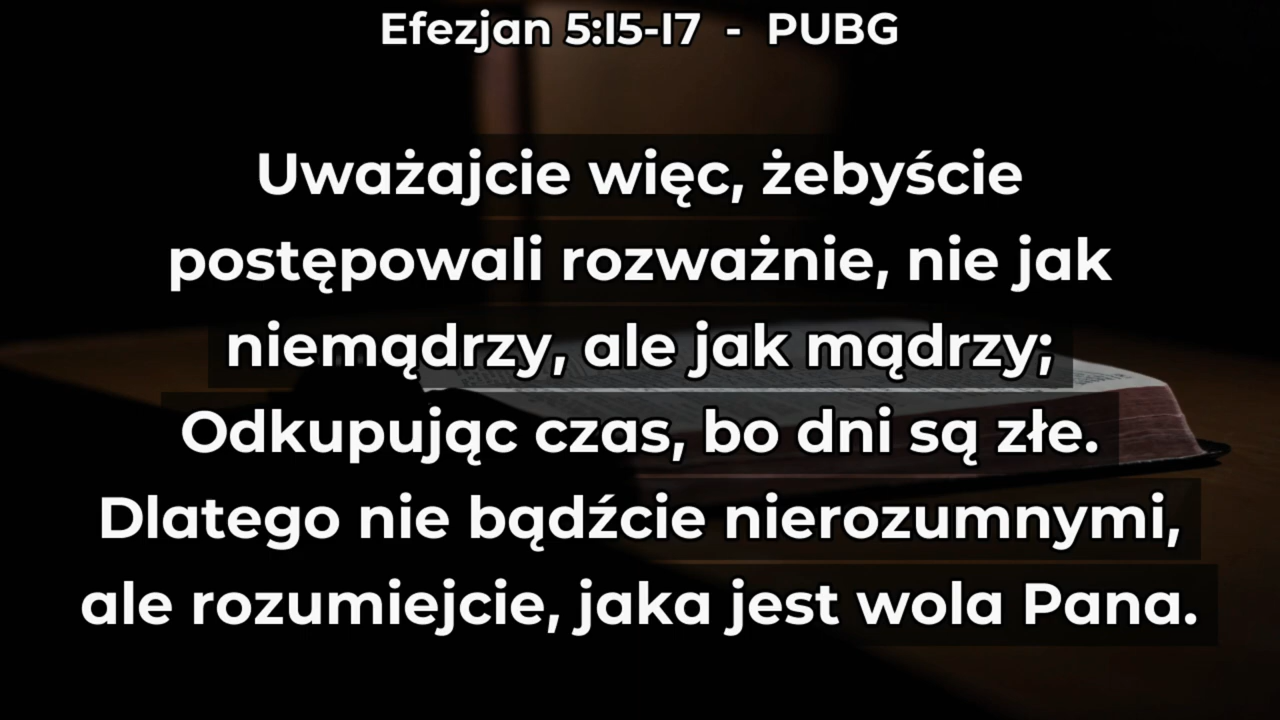 Efezjan 5:15-17 - PUBG
Uważajcie więc, żebyście
postępowali rozważnie, nie jak
niemądrzy, ale jak mądrzy;
Odkupując czas, bo dni są złe.
Dlatego nie bądźcie nierozumnymi,
ale rozumiejcie, jaka jest wola Pana.